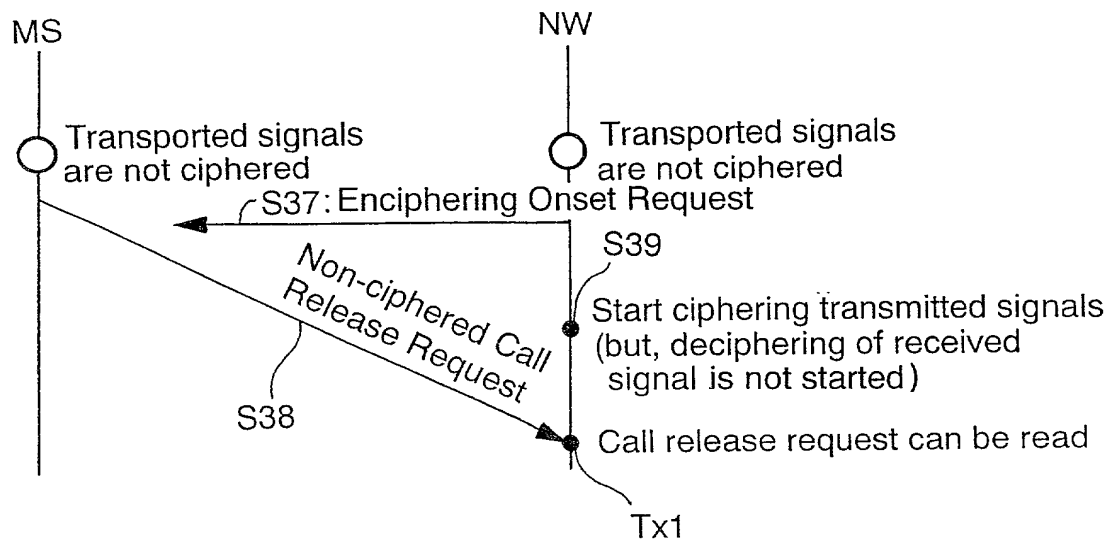 MS
NW
Transported signals
are not ciphered
Transported signals
are not ciphered
S37: Enciphering Onset Request
S39
Non-ciphered Call
Release Request
S38
Start ciphering transmitted signals
(but, deciphering of received
signal is not started)
Call release request can be read
Tx1